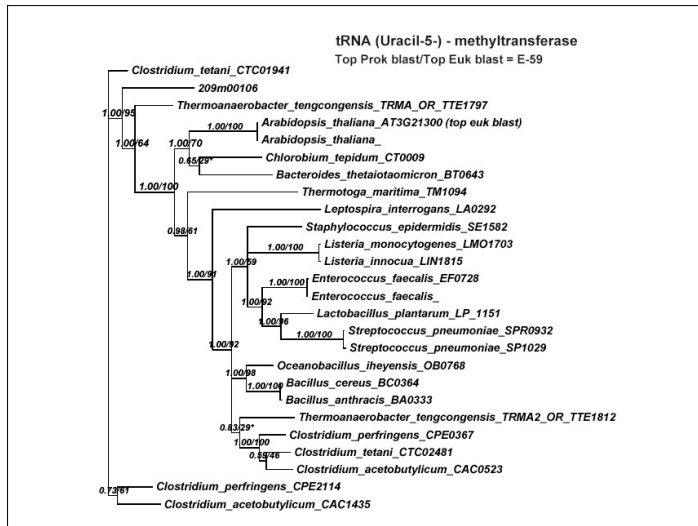 tRNA (Uracil-5-) - methyltransferase
Top Prok blast/Top Euk blast = E-59
Clostridium_tetani_CTC01941
209m00106
1.00/95
Thermoanaerobacter_tengcongensis_TRMA_OR_TTE1797
Arabidopsis_thaliana_AT3G21300 (top euk blast)
1.00/100
1.00/64
1.00/70
Arabidopsis_thaliana_
Chlorobium_tepidum_CT0009
0.65/29*
Bacteroides_thetaiotaomicron_BT0643
1.00/100
Thermotoga_maritima_TM1094
Leptospira_interrogans_LA0292
Staphylococcus_epidermidis_SE1582
0.98/61
Listeria_monocytogenes_LMO1703
1.00/100
Listeria_innocua_LIN1815
1.00/59
1.00/91
Enterococcus_faecalis_EF0728
1.00/100
Enterococcus_faecalis_
1.00/92
Lactobacillus_plantarum_LP_1151
1.00/96
Streptococcus_pneumoniae_SPR0932
1.00/100
1.00/92
Streptococcus_pneumoniae_SP1029
Oceanobacillus_iheyensis_OB0768
1.00/98
Bacillus_cereus_BC0364
1.00/100
Bacillus_anthracis_BA0333
Thermoanaerobacter_tengcongensis_TRMA2_OR_TTE1812
0.83/29*
Clostridium_perfringens_CPE0367
1.00/100
Clostridium_tetani_CTC02481
0.59/46
Clostridium_acetobutylicum_CAC0523
Clostridium_perfringens_CPE2114
0.73/61
Clostridium_acetobutylicum_CAC1435